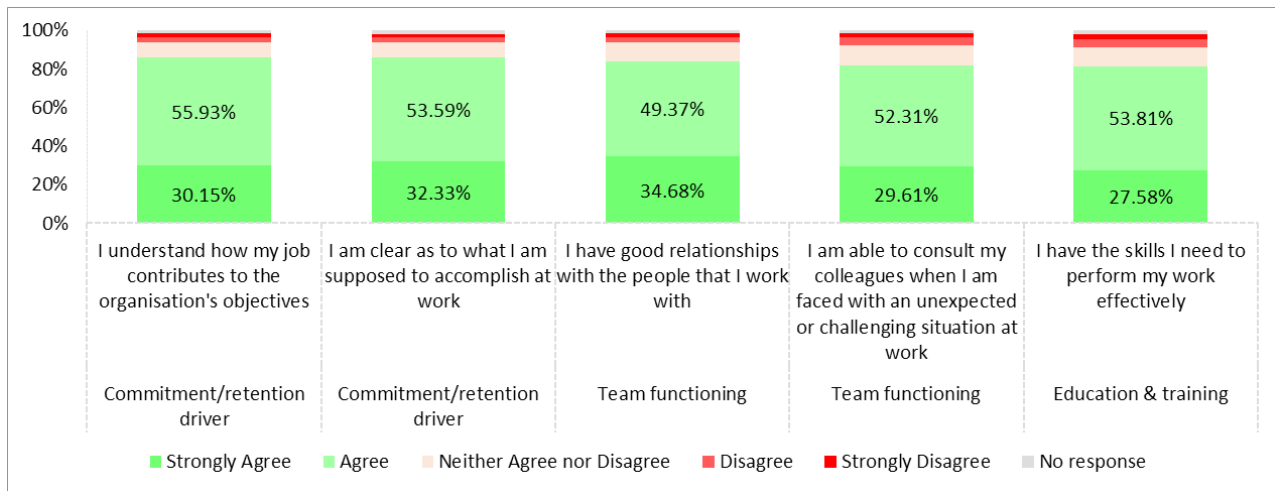 100%
80%
60%
40%
20%
0%
55.93%
53.59%
49.37%
52.31%
53.81%
30.15%
32.33%
34.68%
29.61%
27.58%
I understand how my job
contributes to the
organisation's objectives
I am clear as to what I am
supposed to accomplish at
work
I have good relationships
with the people that I work
with
I am able to consult my
colleagues when I am
faced with an unexpected
or challenging situation at
work
I have the skills I need to
perform my work
effectively
Commitment/retention
driver
Commitment/retention
driver
Team functioning
Team functioning
Education & training
Strongly Agree
Agree
Neither Agree nor Disagree
Disagree
Strongly Disagree
No response